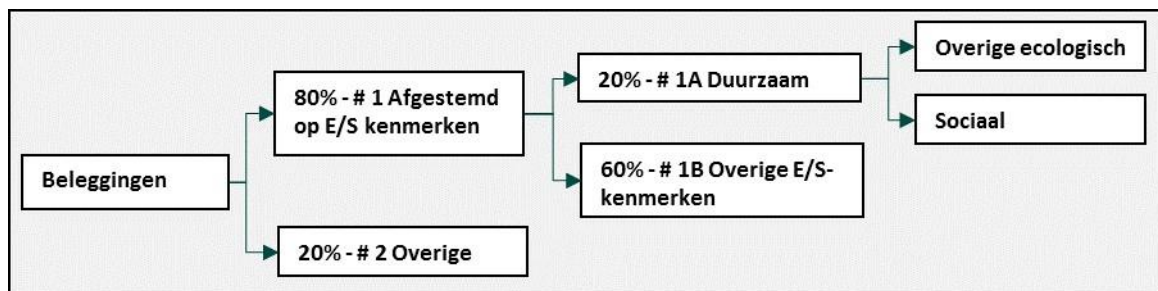 Beleggingen
80% - # 1 Afgestemd
op E/S kenmerken
20% - # 2 Overige
20% - # 1A Duurzaam
60% - # 1B Overige E/S-
kenmerken
Overige ecologisch
Sociaal